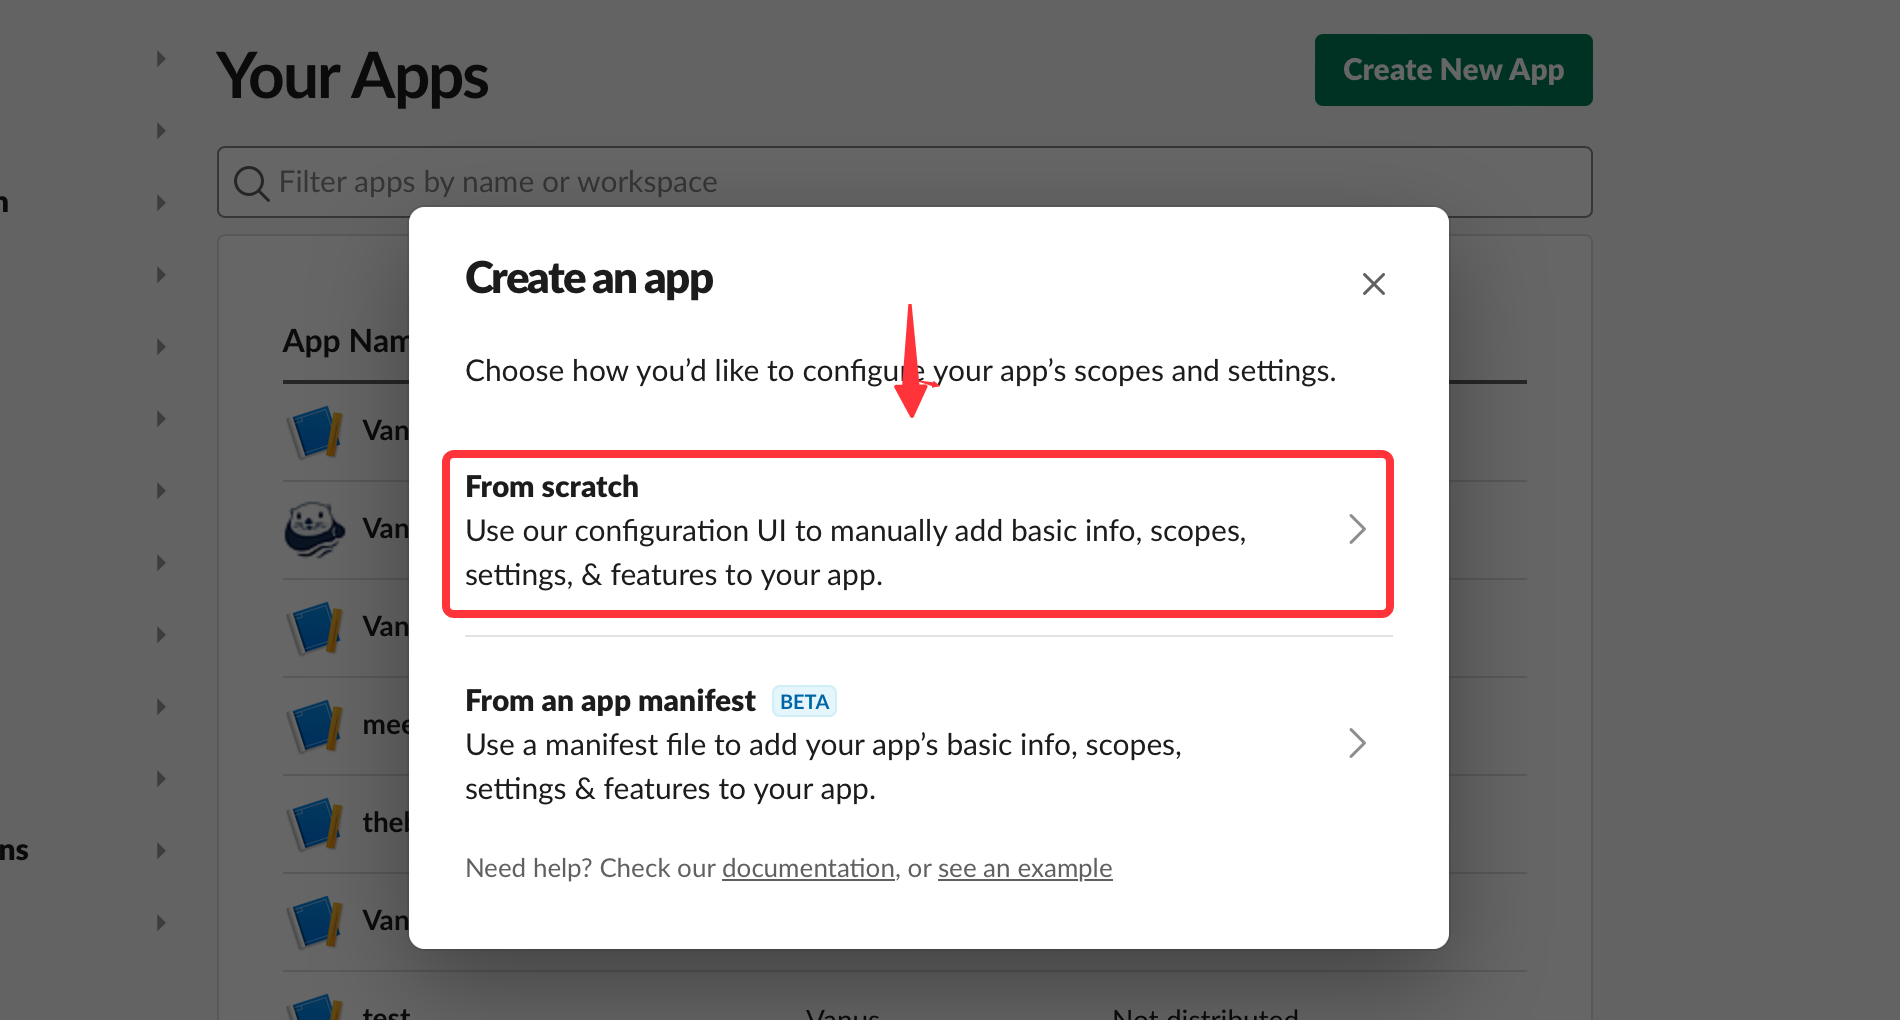 Your Apps
Create New App
Filter apps by name or workspace
Create an app
App Nam
Choose how you’d like to configure your app’s scopes and settings.
Van
From scratch
Use our configuration UI to manually add basic info, scopes,
settings, & features to your app.
Van
Van
From an app manifest BETA
mee
Use a manifest file to add your app’s basic info, scopes,
settings & features to your app.
ns
Need help? Check our documentation, or see an example
Van
test Vanus Not distributed